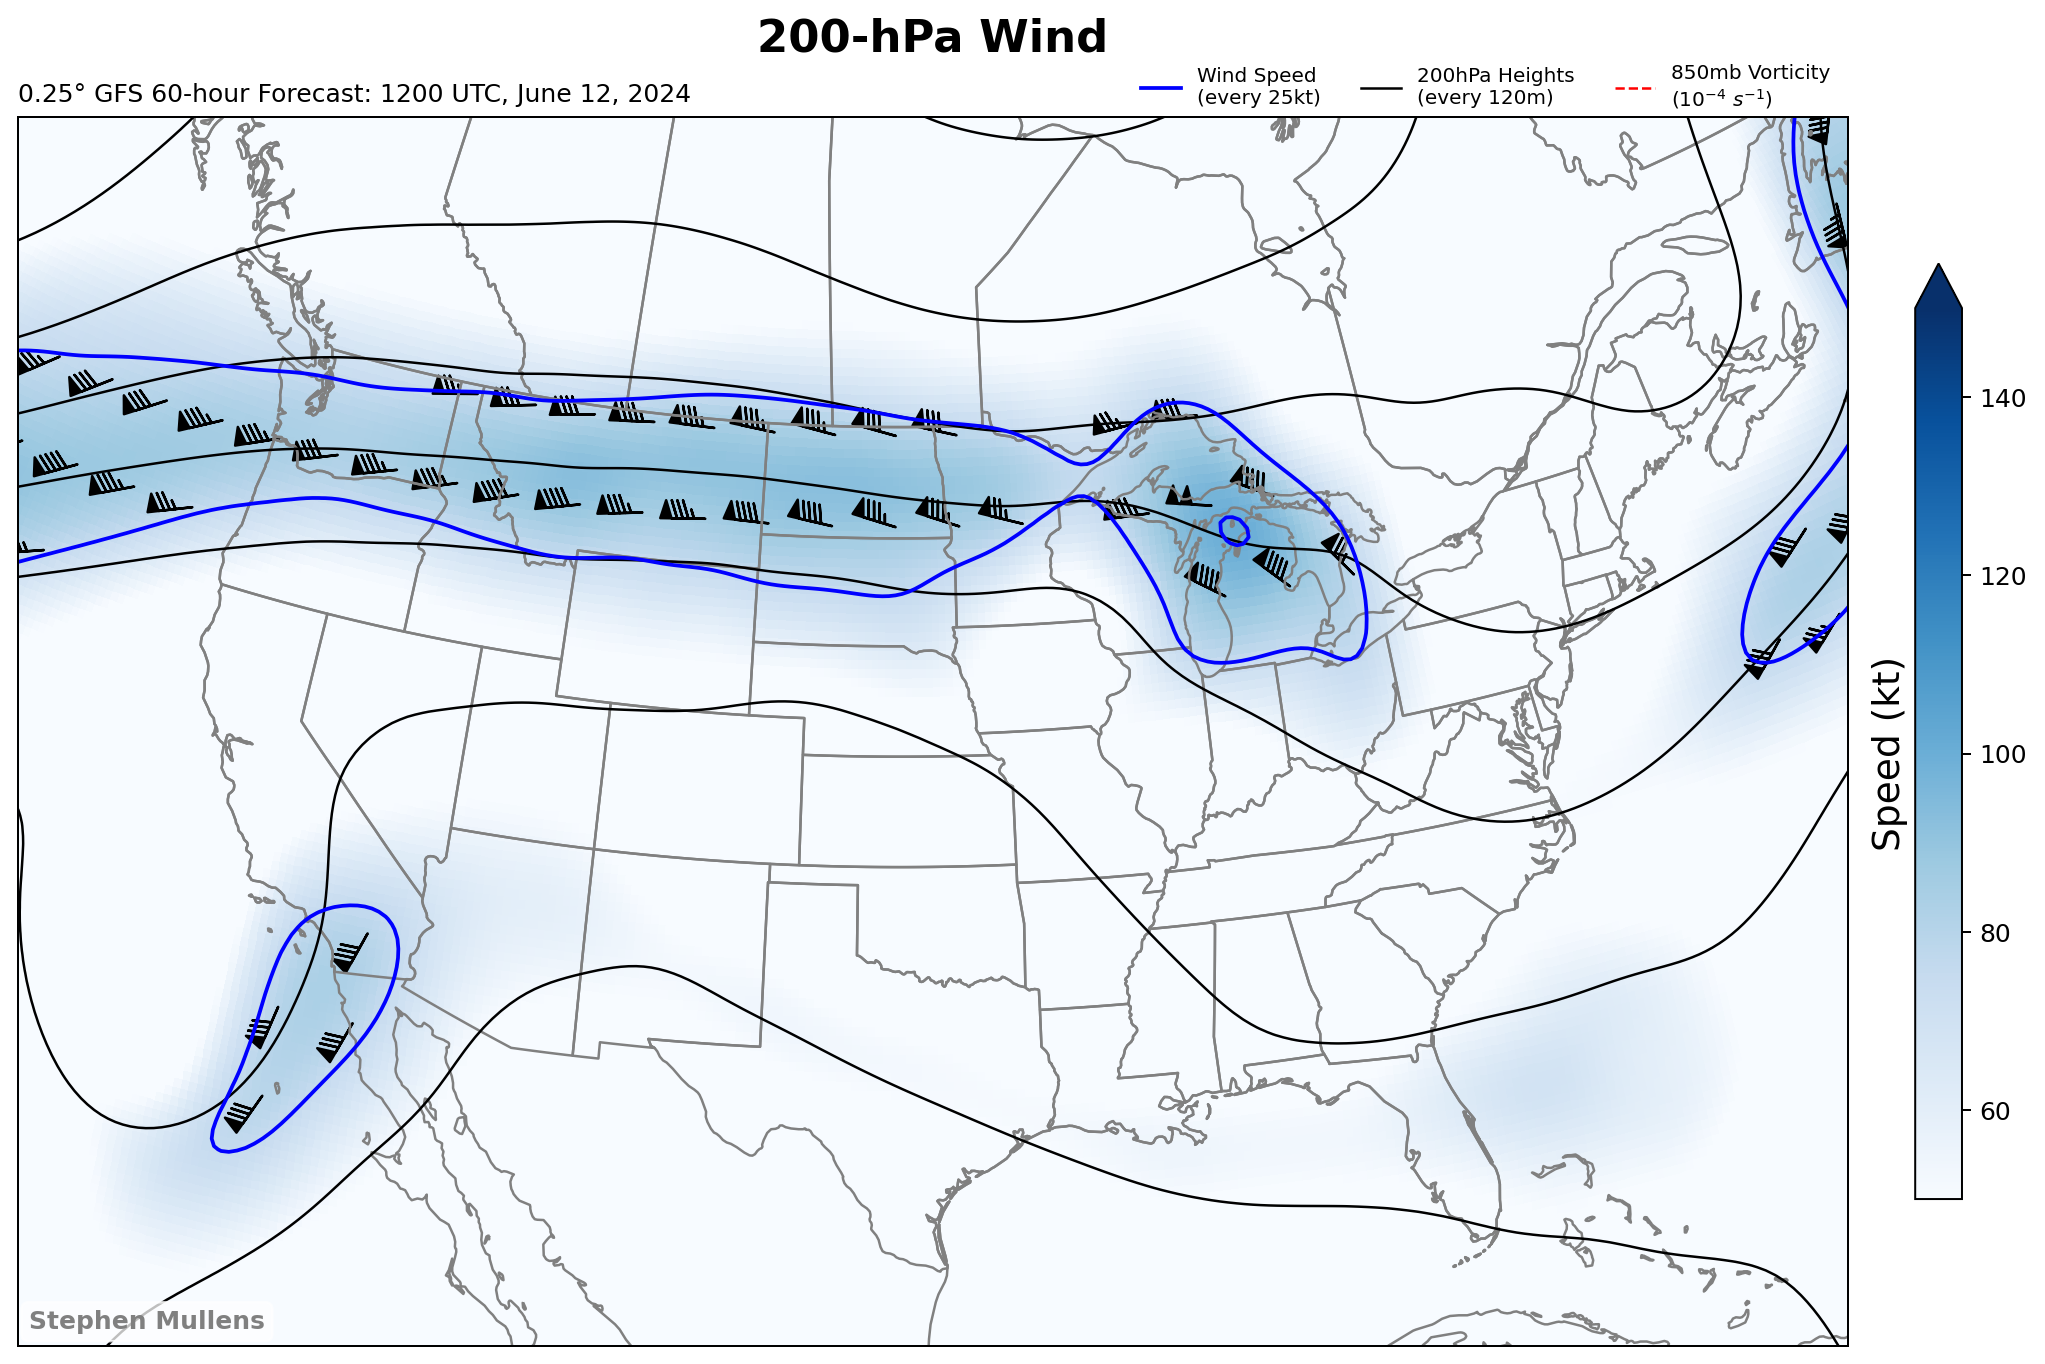 200-hPa Wind
0.25° GFS 60-hour Forecast: 1200 UTC, June 12, 2024
Wind Speed
(every 25kt)
200hPa Heights
(every 120m)
850mb Vorticity
(10⁻⁴ s⁻¹)
140
120
100
80
60
Speed (kt)
Stephen Mullens